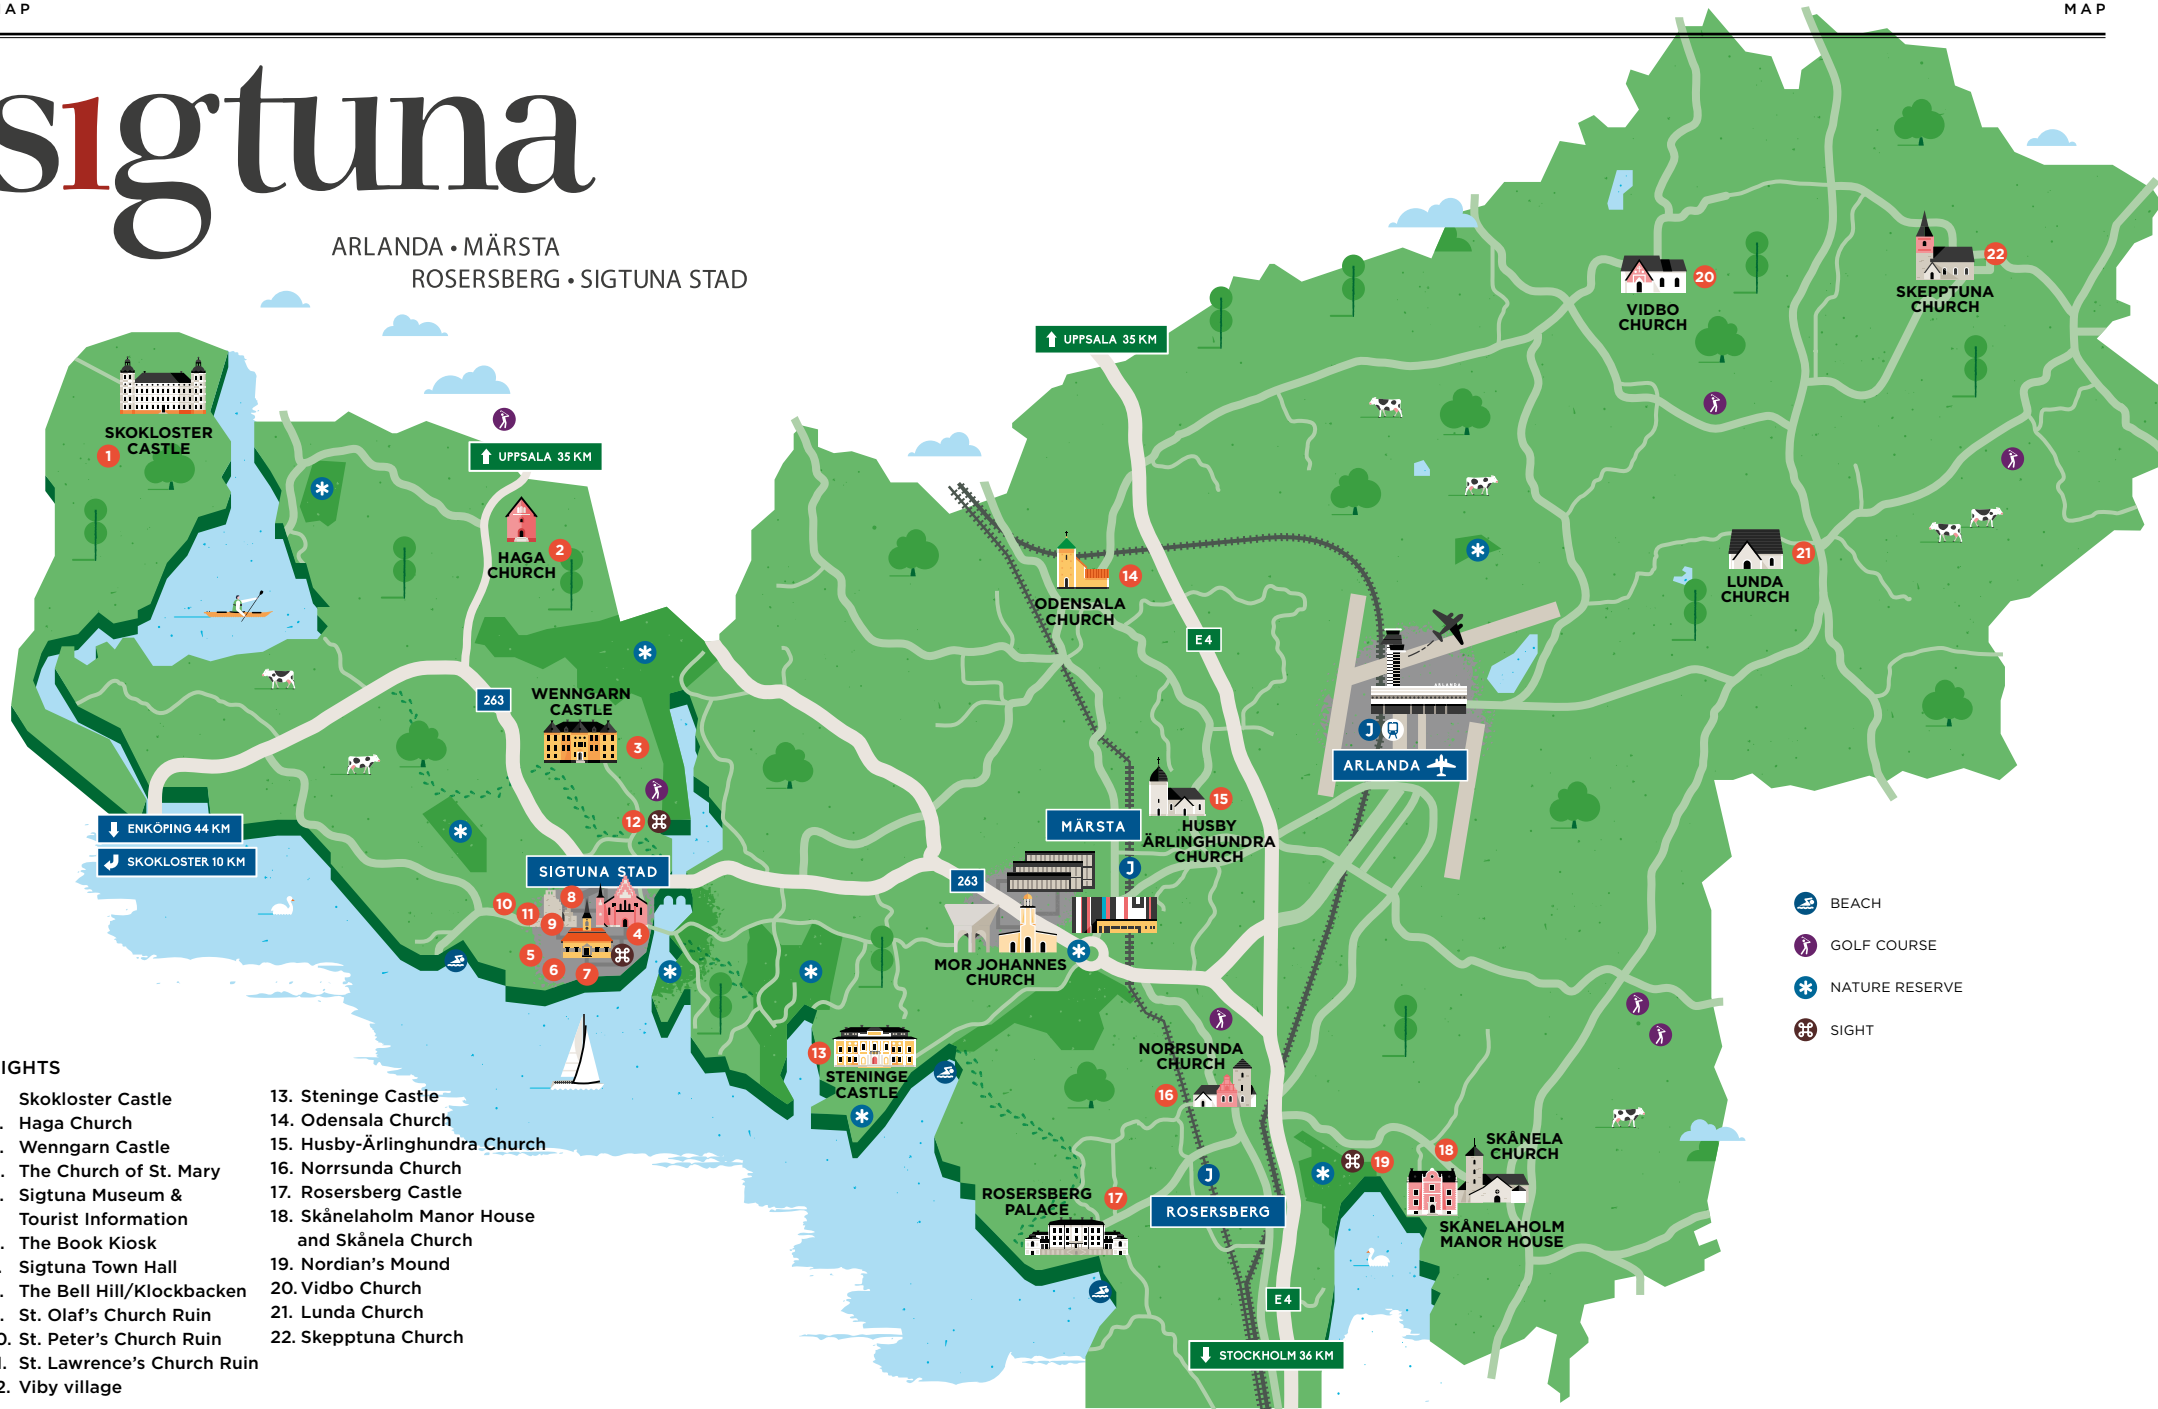 MAP
sigtuna
ARLANDA • MÄRSTA
ROSERSBERG • SIGTUNA STAD
UPPSALA 35 KM
UPPSALA 35 KM
SKOKLOSTER
CASTLE
1
HAGA
CHURCH
2
263
WENNGARN
CASTLE
3
12
ENKÖPING 44 KM
SKOKLOSTER 10 KM
SIGTUNA STAD
10
11
8
9
4
5
6
7
263
MÄRSTA
J
MOR JOHANNES
CHURCH
13
STENINGE
CASTLE
ODENSALA
CHURCH
14
E4
15
HUSBY
ÄRLINGHUNDRA
CHURCH
ARLANDA
J
ARLANDA
VIDBO
CHURCH
20
SKEPPTUNA
CHURCH
22
LUNDA
CHURCH
21
NORRSUNDA
CHURCH
16
J
ROSERSBERG
PALACE
17
ROSERSBERG
E4
STOCKHOLM 36 KM
19
18
SKÅNELA
CHURCH
SKÅNELAHOLM
MANOR HOUSE
BEACH
GOLF COURSE
NATURE RESERVE
SIGHT
IGHTS
Skokloster Castle
. Haga Church
. Wenngarn Castle
. The Church of St. Mary
. Sigtuna Museum &
Tourist Information
. The Book Kiosk
. Sigtuna Town Hall
. The Bell Hill/Klockbacken
. St. Olaf's Church Ruin
0. St. Peter's Church Ruin
1. St. Lawrence's Church Ruin
2. Viby village
13. Steninge Castle
14. Odensala Church
15. Husby-Ärlinghundra Church
16. Norrsunda Church
17. Rosersberg Castle
18. Skånelaholm Manor House
and Skånela Church
19. Nordian's Mound
20. Vidbo Church
21. Lunda Church
22. Skepptuna Church